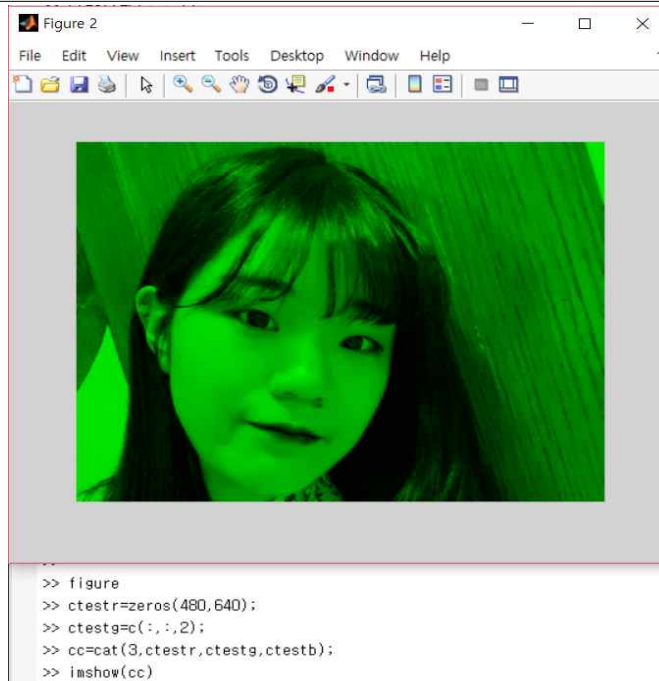 Figure 2
File Edit View Insert Tools Desktop Window Help
>> figure
>> ctestr=zeros(480,640);
>> ctestg=c(:,:,2);
>> cc=cat(3,ctestr,ctestg,ctestb);
>> imshow(cc)